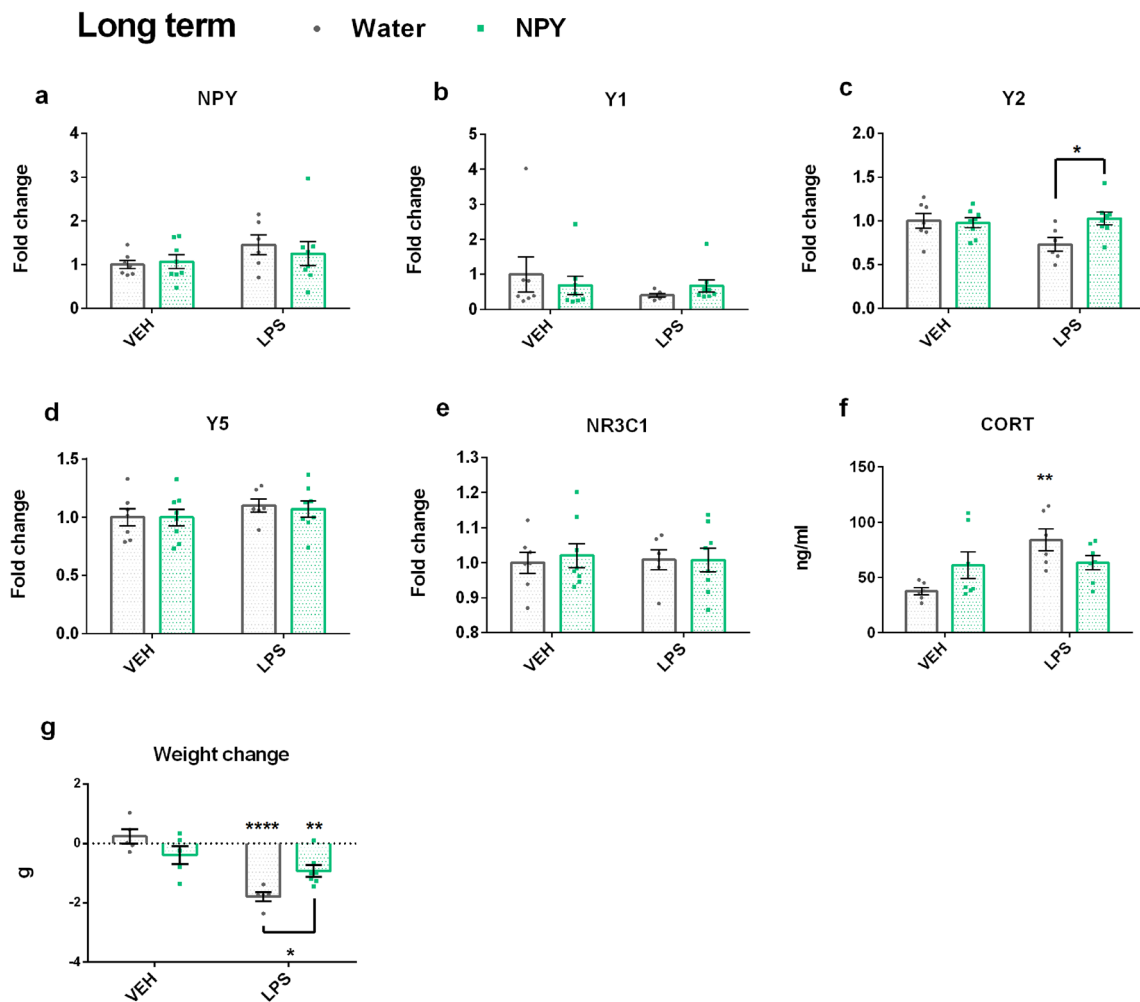 Long term Water NPY
a NPY
4
3
2
1
0
Fold change
VEH LPS
b Y1
5
4
3
2
1
0
Fold change
VEH LPS
c Y2
2.0
1.5
1.0
0.5
0.0
Fold change
*
VEH LPS
d Y5
1.5
1.0
0.5
0.0
Fold change
VEH LPS
e NR3C1
1.3
1.2
1.1
1.0
0.9
0.8
Fold change
VEH LPS
f CORT
150
100
50
0
ng/ml
**
VEH LPS
g
Weight change
2
0
-2
-4
g
**** **
*
VEH LPS